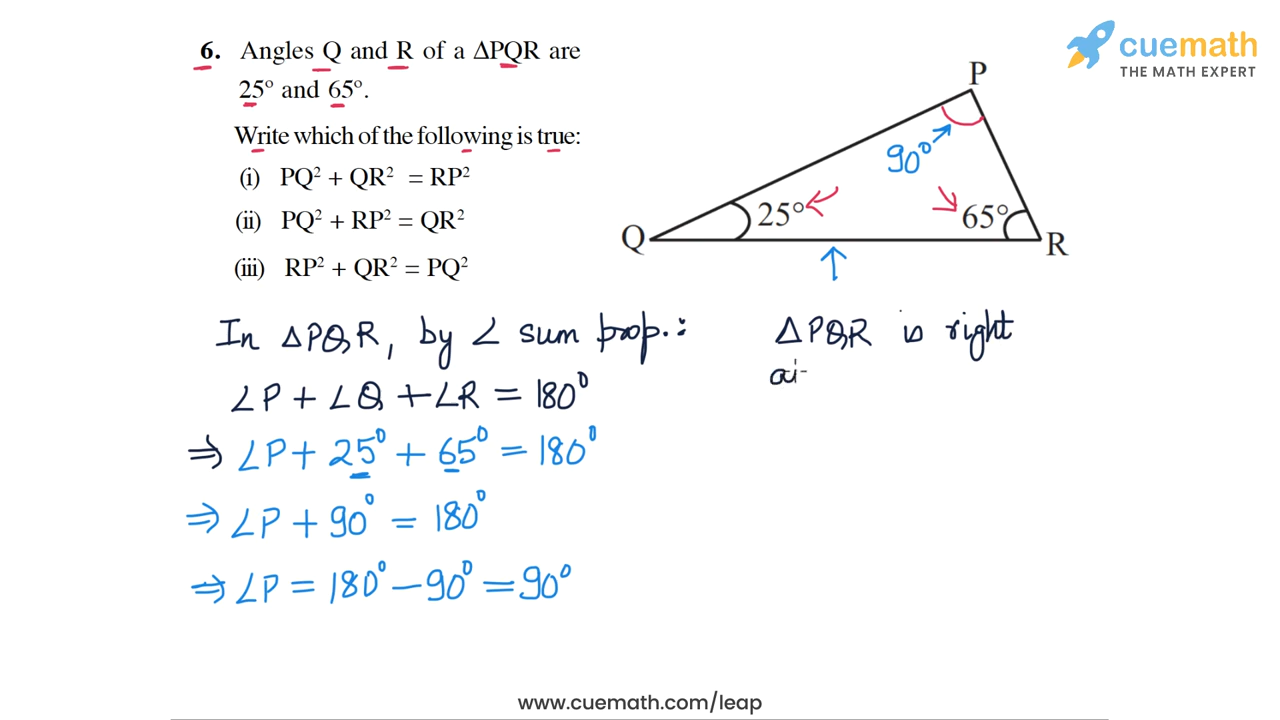 6. Angles Q and R of a ΔPQR are
25° and 65°.
Write which of the following is true:
(i) PQ² + QR² = RP²
(ii) PQ² + RP² = QR²
(iii) RP² + QR² = PQ²
cuemath
THE MATH EXPERT
P
90°
25°
65°
Q
R
In ΔPQR, by ∠ sum prop.:
∠P + ∠Q + ∠R = 180°
⇒ ∠P + 25° + 65° = 180°
⇒ ∠P + 90° = 180°
⇒ ∠P = 180° − 90° = 90°
ΔPQR is right
www.cuemath.com/leap